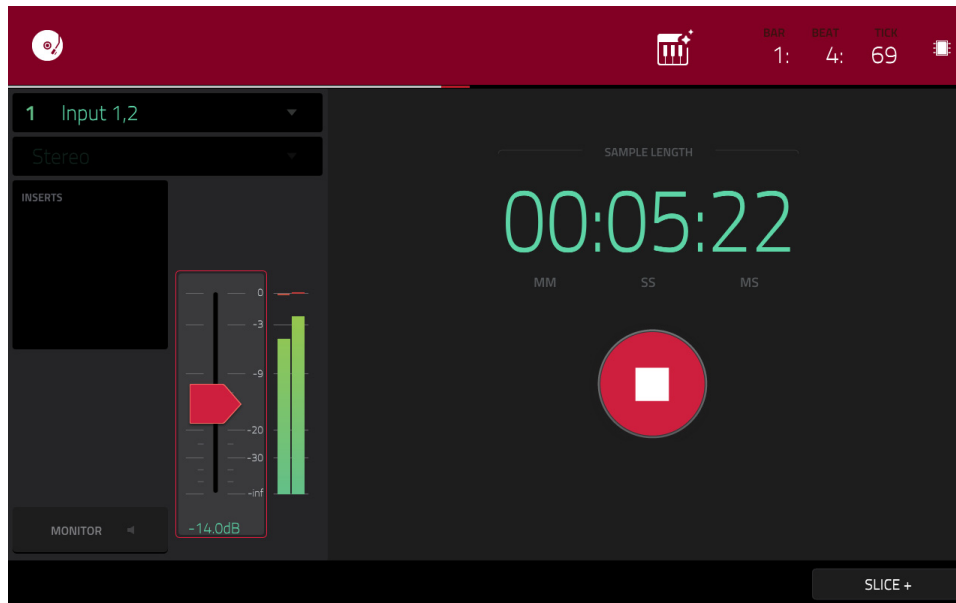 BAR BEAT TICK
1: 4: 69
1 Input 1,2
Stereo
INSERTS
0
-3
-9
-20
-30
-inf
-14.0dB
MONITOR
SAMPLE LENGTH
00:05:22
MM SS MS
SLICE +